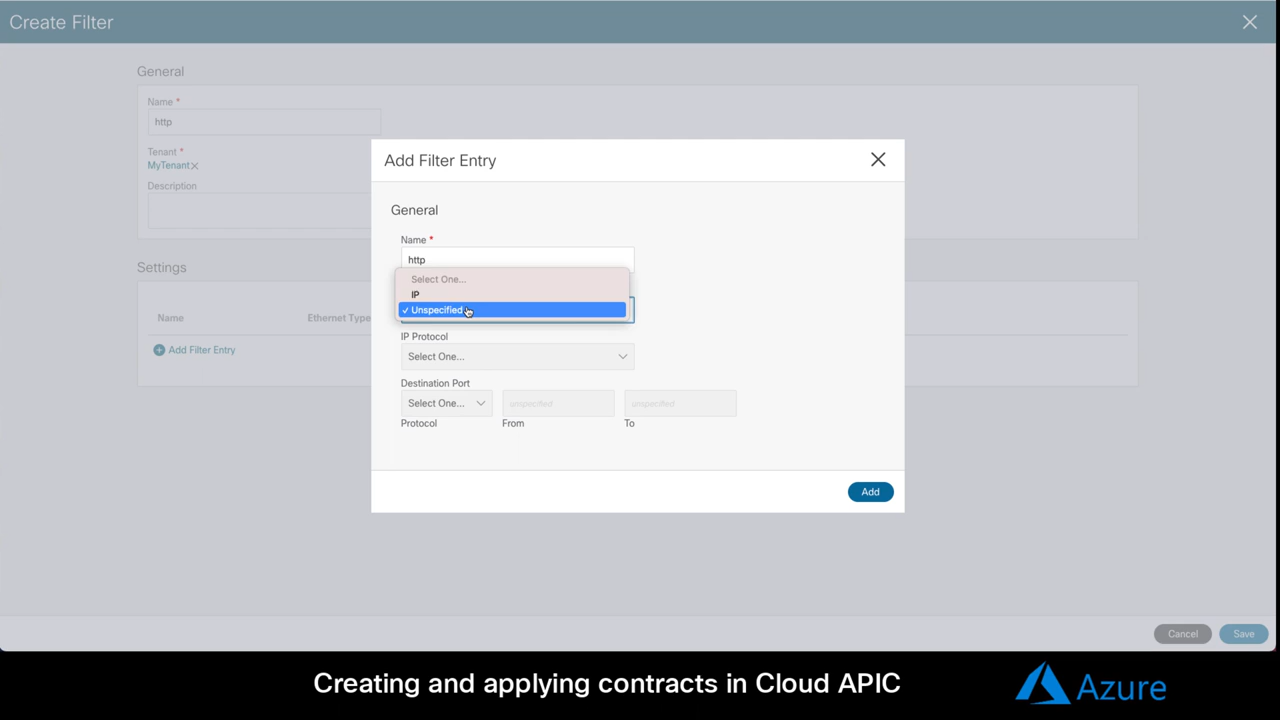 Create Filter
General
Name *
http
Tenant *
MyTenant
Description
Settings
Name
Ethernet Type
Add Filter Entry
Add Filter Entry
General
Name *
http
Select One...
IP
✓ Unspecified
IP Protocol
Select One...
Destination Port
Select One... unspecified unspecified
Protocol From To
Add
Cancel Save
Creating and applying contracts in Cloud APIC
Azure